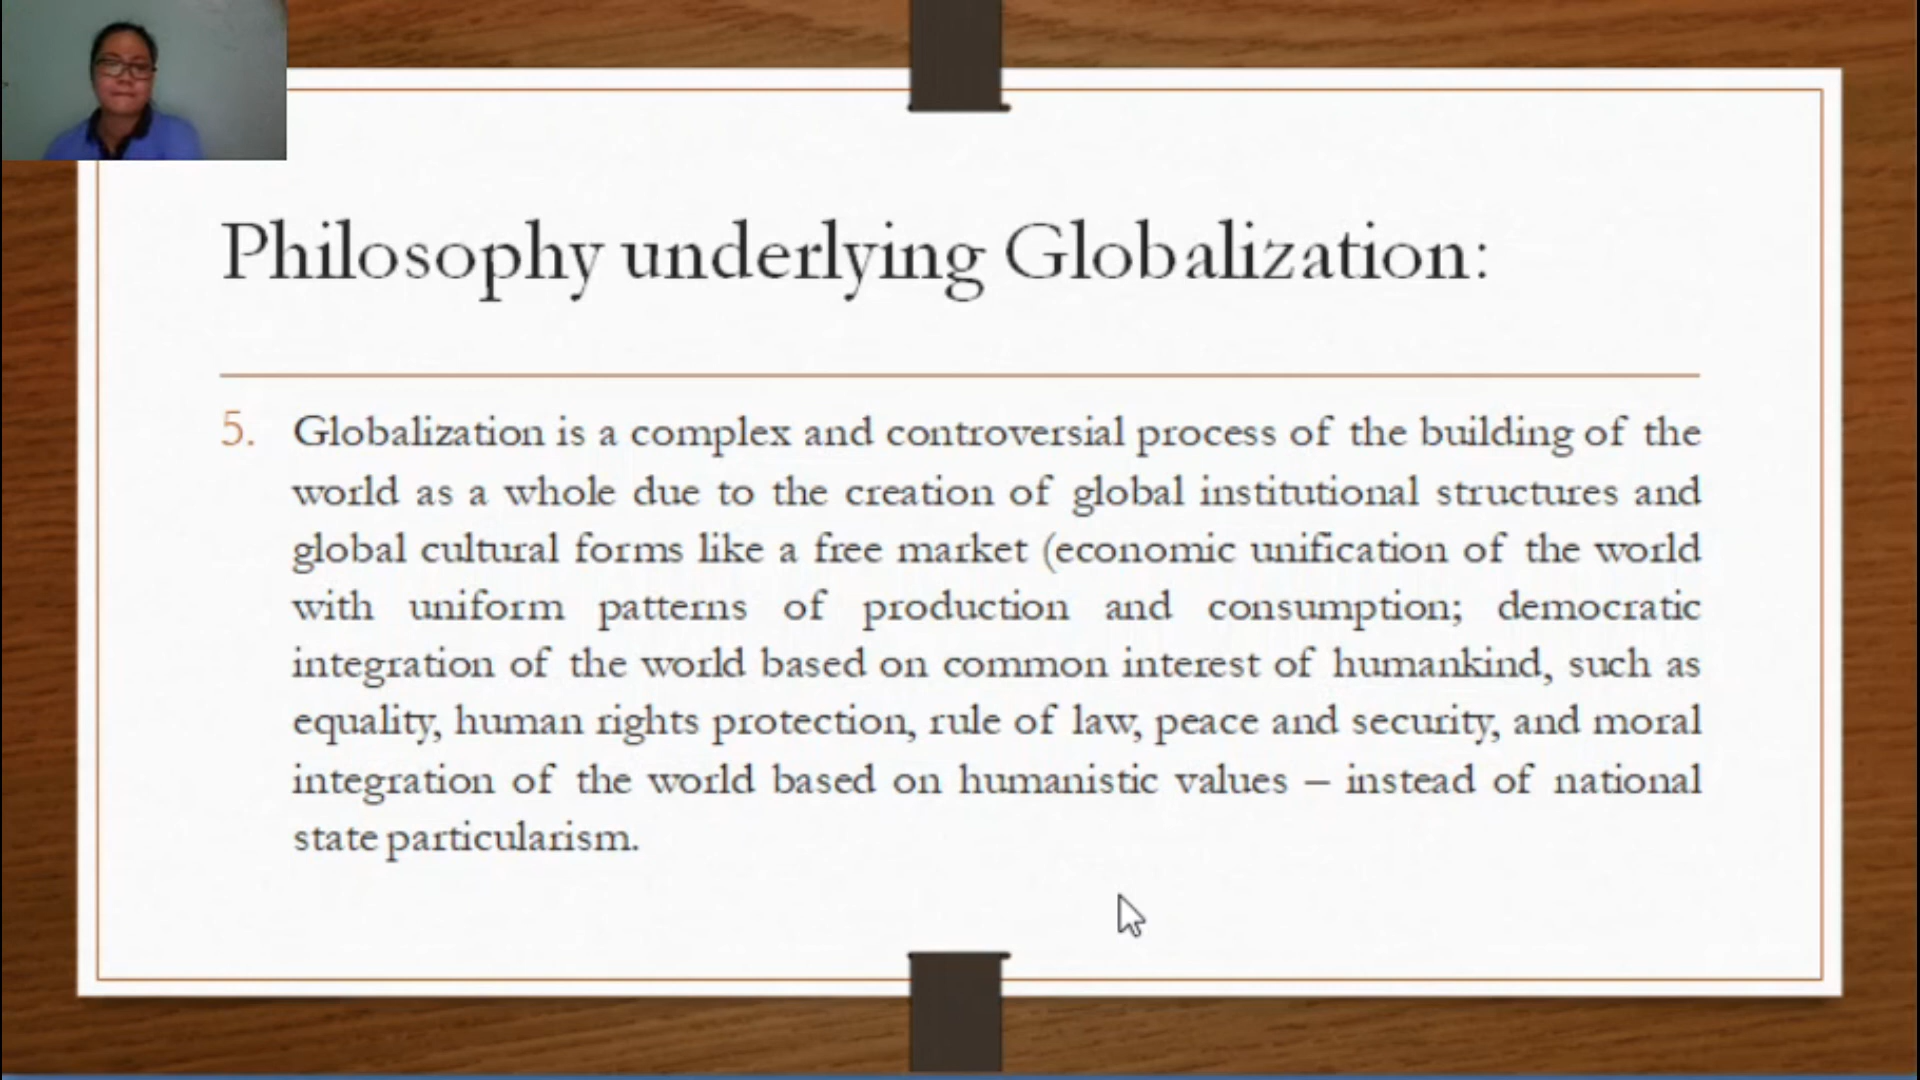 Philosophy underlying Globalization:
5. Globalization is a complex and controversial process of the building of the
world as a whole due to the creation of global institutional structures and
global cultural forms like a free market (economic unification of the world
with uniform patterns of production and consumption; democratic
integration of the world based on common interest of humankind, such as
equality, human rights protection, rule of law, peace and security, and moral
integration of the world based on humanistic values – instead of national
state particularism.